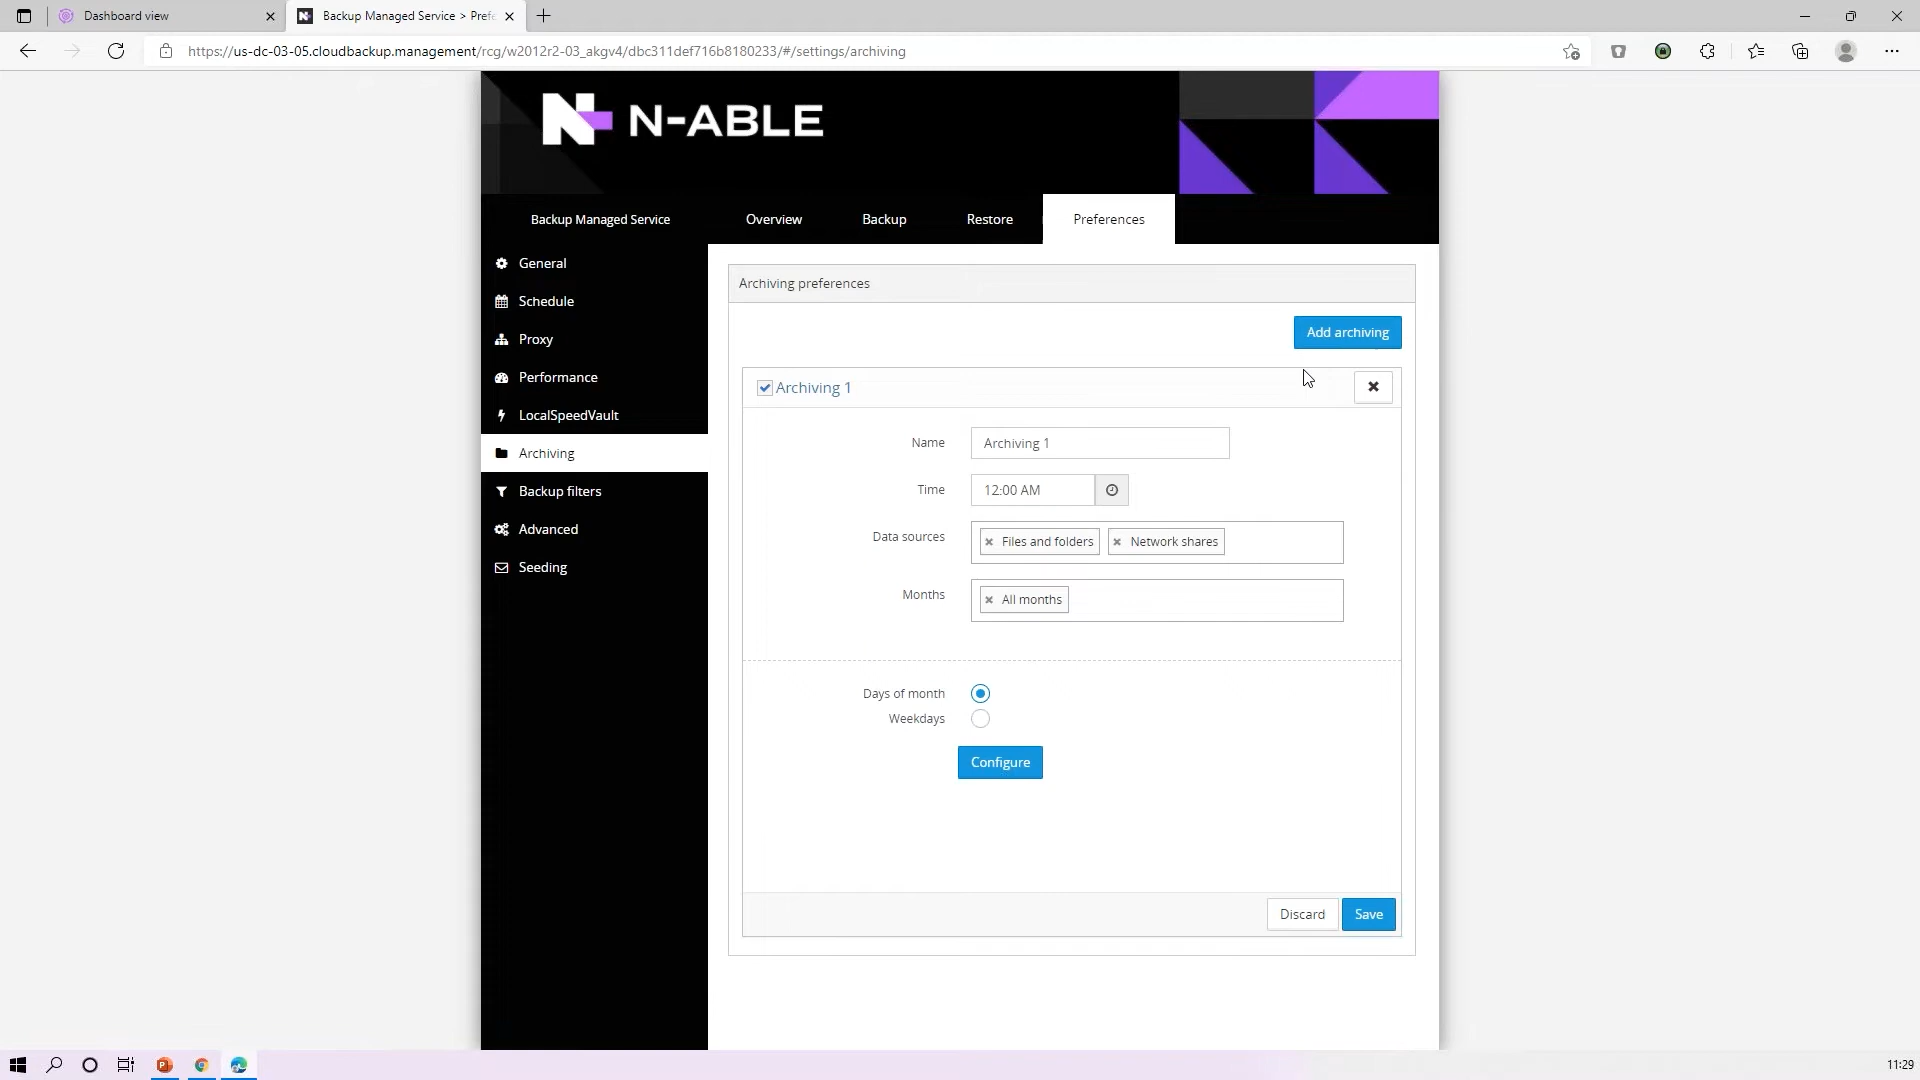 Dashboard view
Backup Managed Service > Prefe
https://us-dc-03-05.cloudbackup.management/rcg/w2012r2-03_akgv4/dbc311def716b8180233/#/settings/archiving
N-ABLE
Backup Managed Service
Overview
Backup
Restore
Preferences
General
Schedule
Proxy
Performance
LocalSpeedVault
Archiving
Backup filters
Advanced
Seeding
Archiving preferences
Add archiving
Archiving 1
Name
Archiving 1
Time
12:00 AM
Data sources
Files and folders
Network shares
Months
All months
Days of month
Weekdays
Configure
Discard
Save
11:29